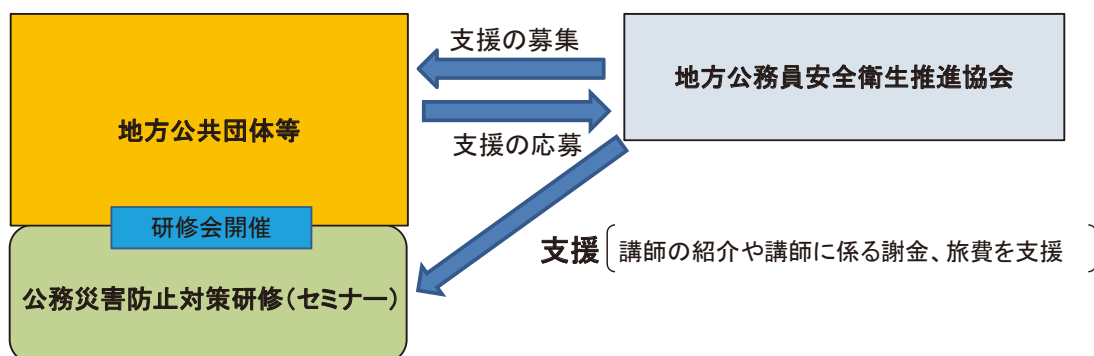 支援の募集
地方公務員安全衛生推進協会
地方公共団体等
支援の応募
研修会開催
支援 講師の紹介や講師に係る謝金、旅費を支援
公務災害防止対策研修(セミナー)